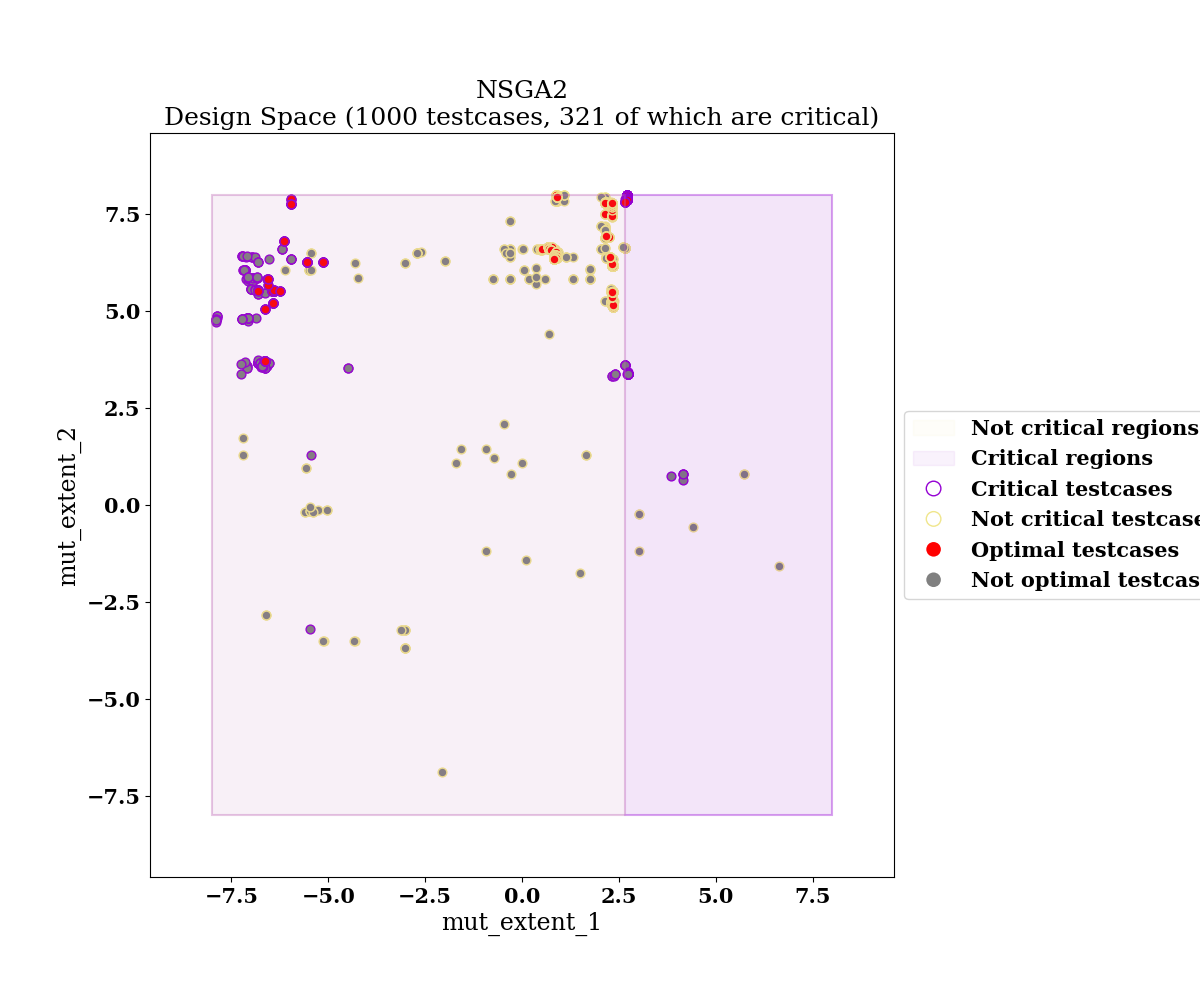 NSGA2
Design Space (1000 testcases, 321 of which are critical)
7.5
5.0
2.5
0.0
−2.5
−5.0
−7.5
mut_extent_2
−7.5 −5.0 −2.5 0.0 2.5 5.0 7.5
mut_extent_1
Not critical regions
Critical regions
Critical testcases
Not critical testcase
Optimal testcases
Not optimal testcas